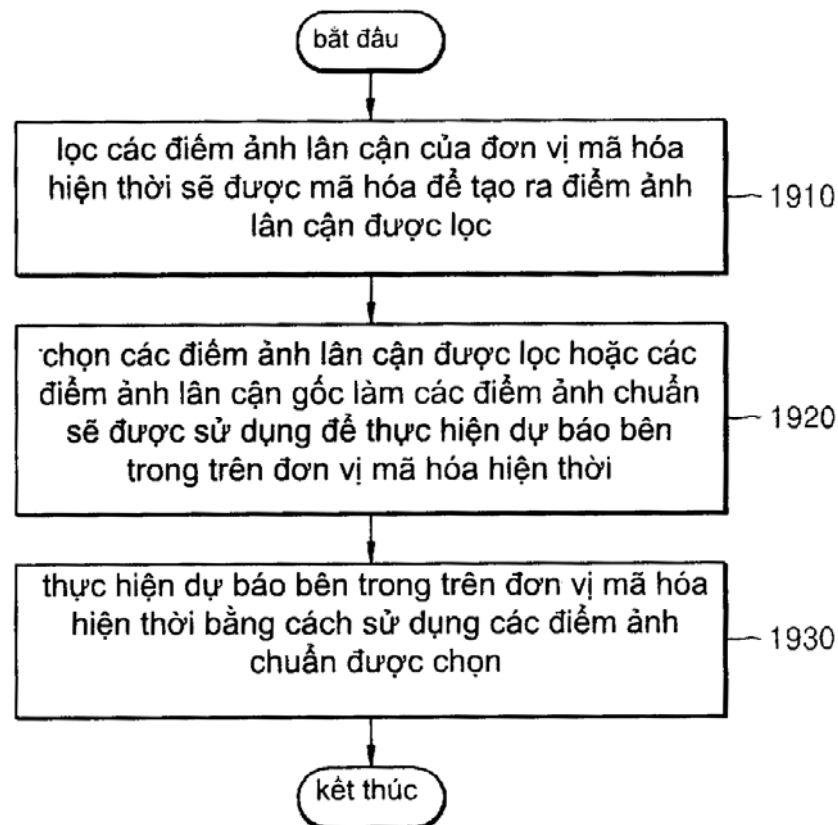 bắt đầu
lọc các điểm ảnh lân cận của đơn vị mã hóa
hiện thời sẽ được mã hóa để tạo ra điểm ảnh
lân cận được lọc
1910
chọn các điểm ảnh lân cận được lọc hoặc các
điểm ảnh lân cận gốc làm các điểm ảnh chuẩn
sẽ được sử dụng để thực hiện dự báo bên
trong trên đơn vị mã hóa hiện thời
1920
thực hiện dự báo bên trong trên đơn vị mã hóa
hiện thời bằng cách sử dụng các điểm ảnh
chuẩn được chọn
1930
kết thúc